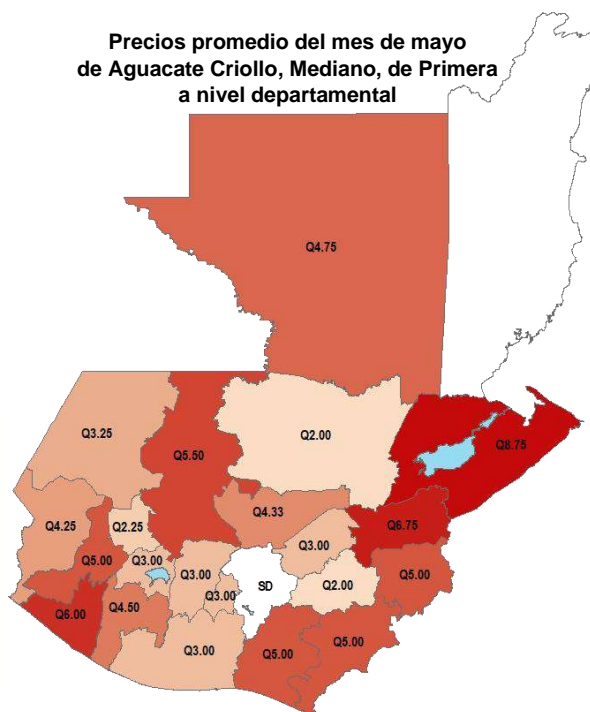 Precios promedio del mes de mayo
de Aguacate Criollo, Mediano, de Primera
a nivel departamental
Q4.75
Q3.25
Q2.00
Q5.50
Q8.75
Q4.33
Q4.25
Q2.25
Q6.75
Q3.00
Q5.00
Q3.00
Q3.00
Q5.00
SD
Q2.00
Q3.00
Q6.00
Q4.50
Q5.00
Q3.00
Q5.00